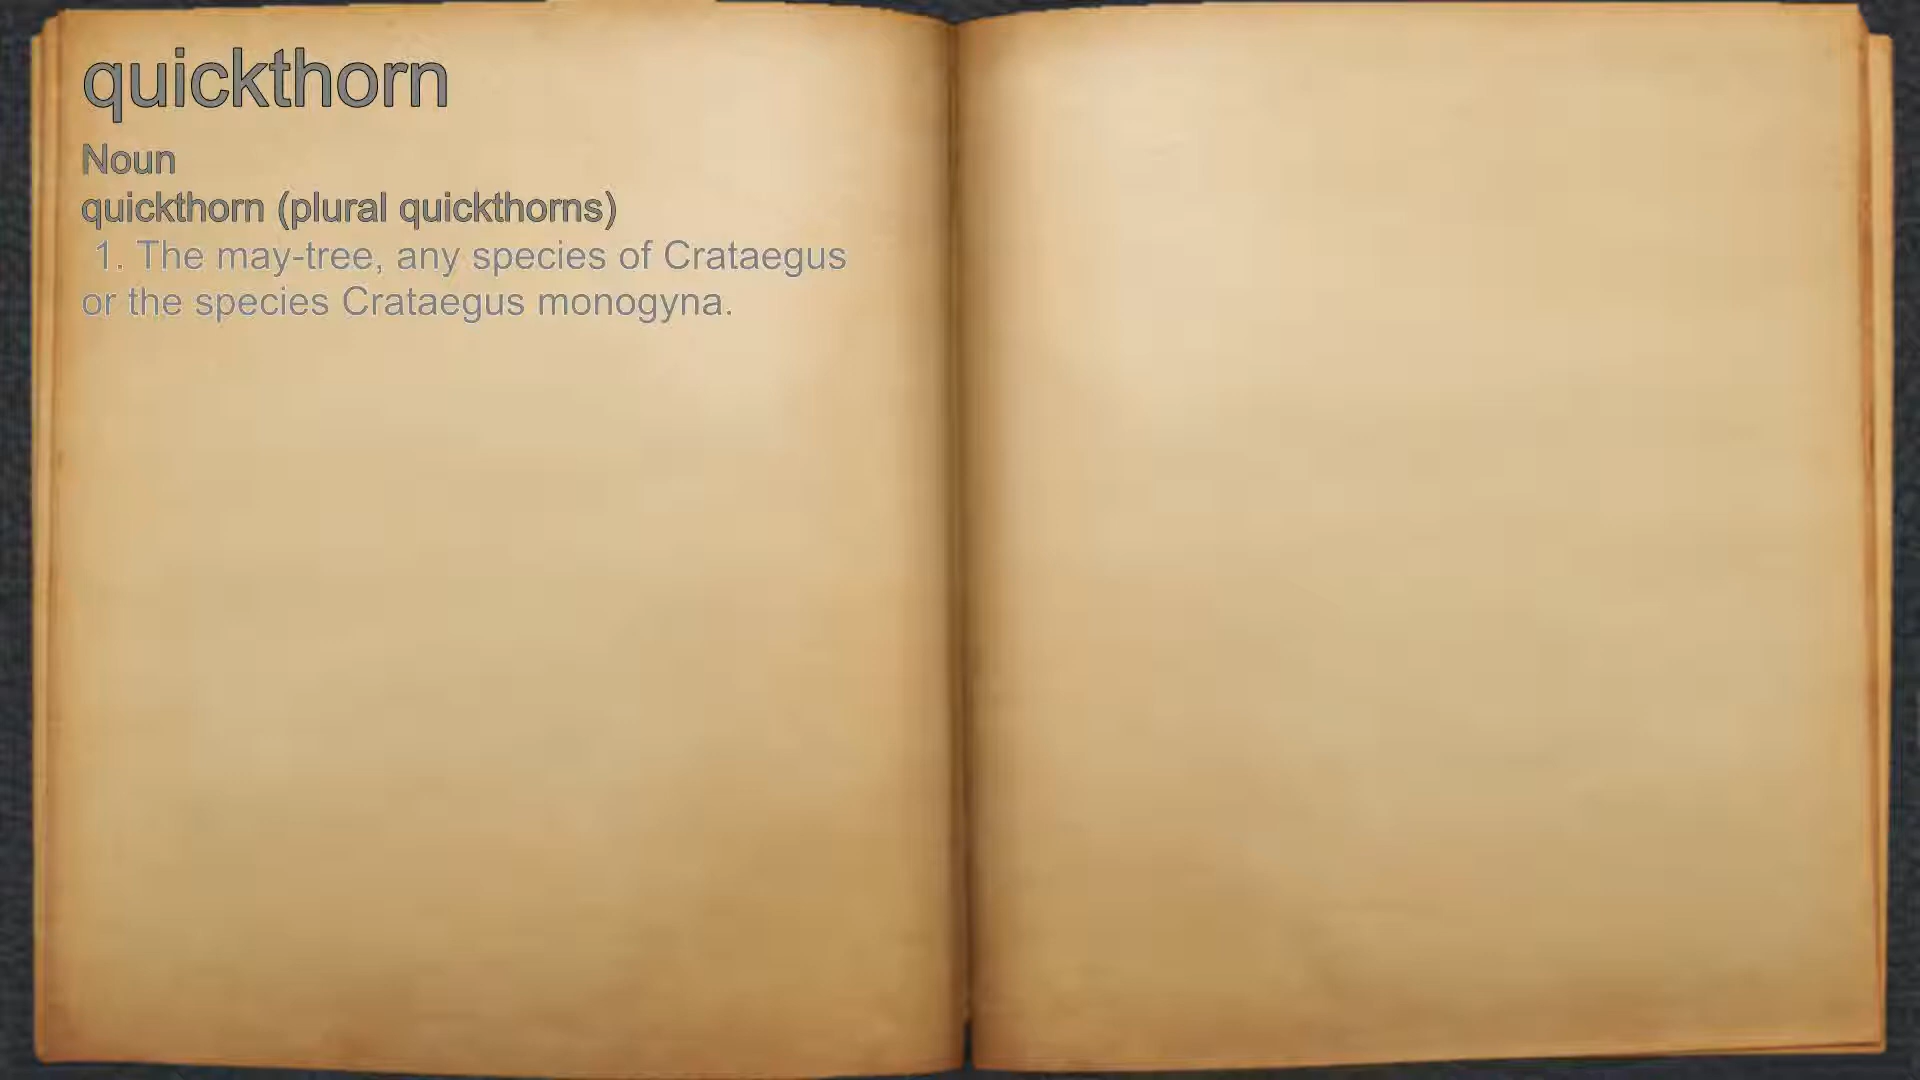 quickthorn
Noun
quickthorn (plural quickthorns)
1. The may-tree, any species of Crataegus
or the species Crataegus monogyna.